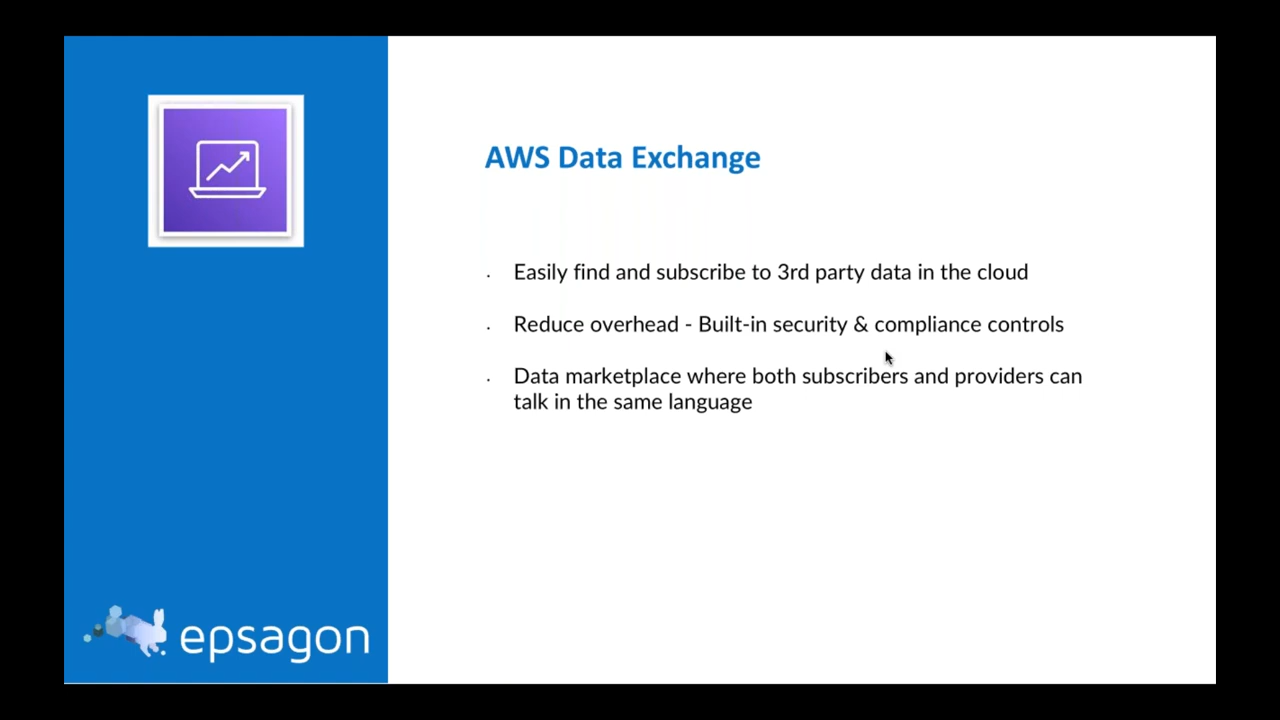 AWS Data Exchange
· Easily find and subscribe to 3rd party data in the cloud
· Reduce overhead - Built-in security & compliance controls
· Data marketplace where both subscribers and providers can
talk in the same language
epsagon